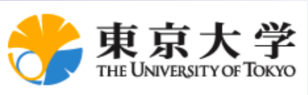 東京大学
THE UNIVERSITY OF TOKYO